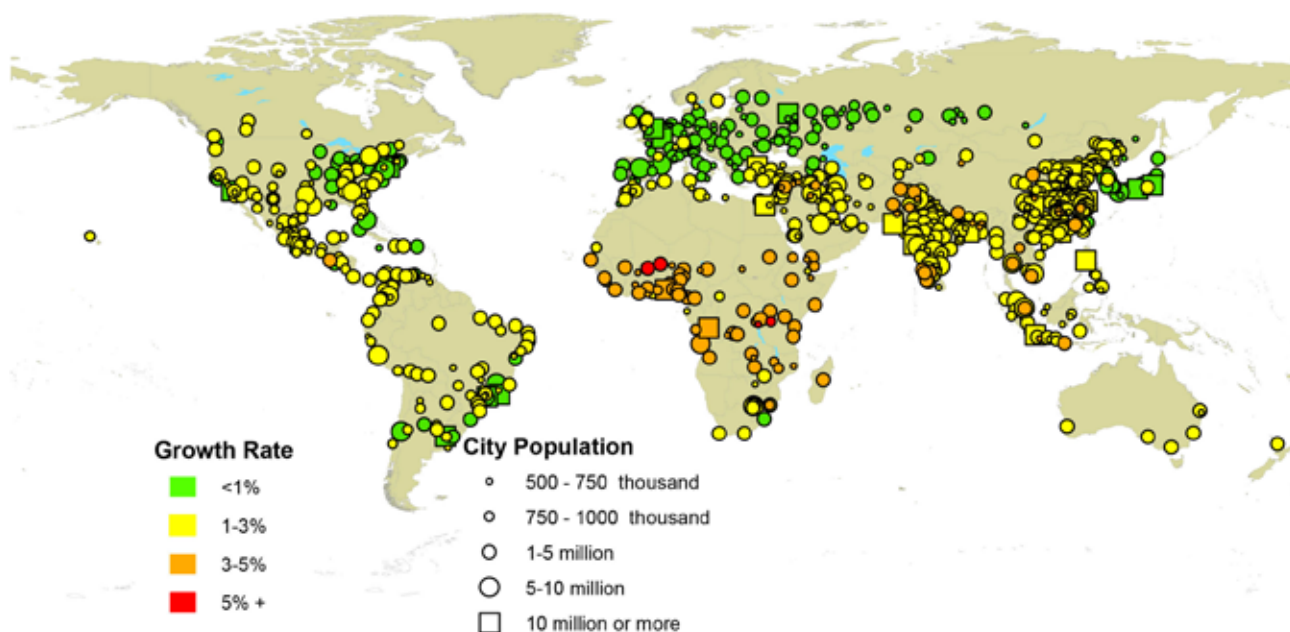 Growth Rate
<1%
1-3%
3-5%
5% +
City Population
500 - 750 thousand
750 - 1000 thousand
1-5 million
5-10 million
10 million or more